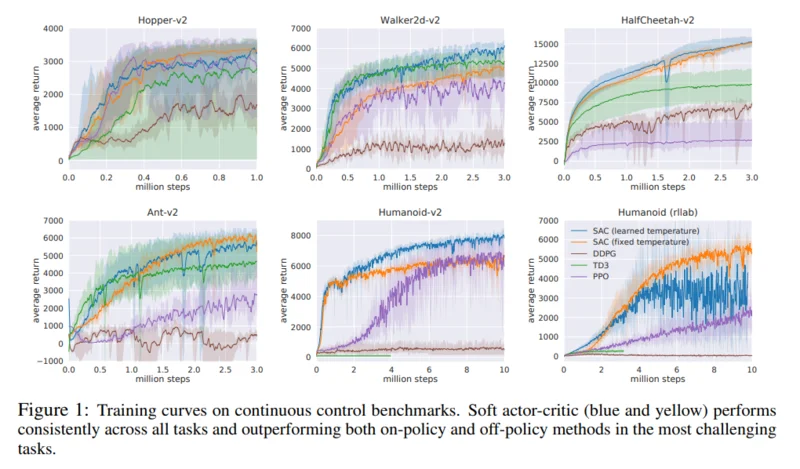 Hopper-v2
4000
3000
2000
1000
0
average return
0.0 0.2 0.4 0.6 0.8 1.0
million steps
Walker2d-v2
7000
6000
5000
4000
3000
2000
1000
0
average return
0.0 0.5 1.0 1.5 2.0 2.5 3.0
million steps
HalfCheetah-v2
15000
12500
10000
7500
5000
2500
0
average return
0.0 0.5 1.0 1.5 2.0 2.5 3.0
million steps
Ant-v2
7000
6000
5000
4000
3000
2000
1000
0
−1000
average return
0.0 0.5 1.0 1.5 2.0 2.5 3.0
million steps
Humanoid-v2
8000
6000
4000
2000
0
average return
0 2 4 6 8 10
million steps
Humanoid (rllab)
7000
6000
5000
4000
3000
2000
1000
0
average return
SAC (learned temperature)
SAC (fixed temperature)
DDPG
TD3
PPO
0 2 4 6 8 10
million steps
Figure 1: Training curves on continuous control benchmarks. Soft actor-critic (blue and yellow) performs
consistently across all tasks and outperforming both on-policy and off-policy methods in the most challenging
tasks.